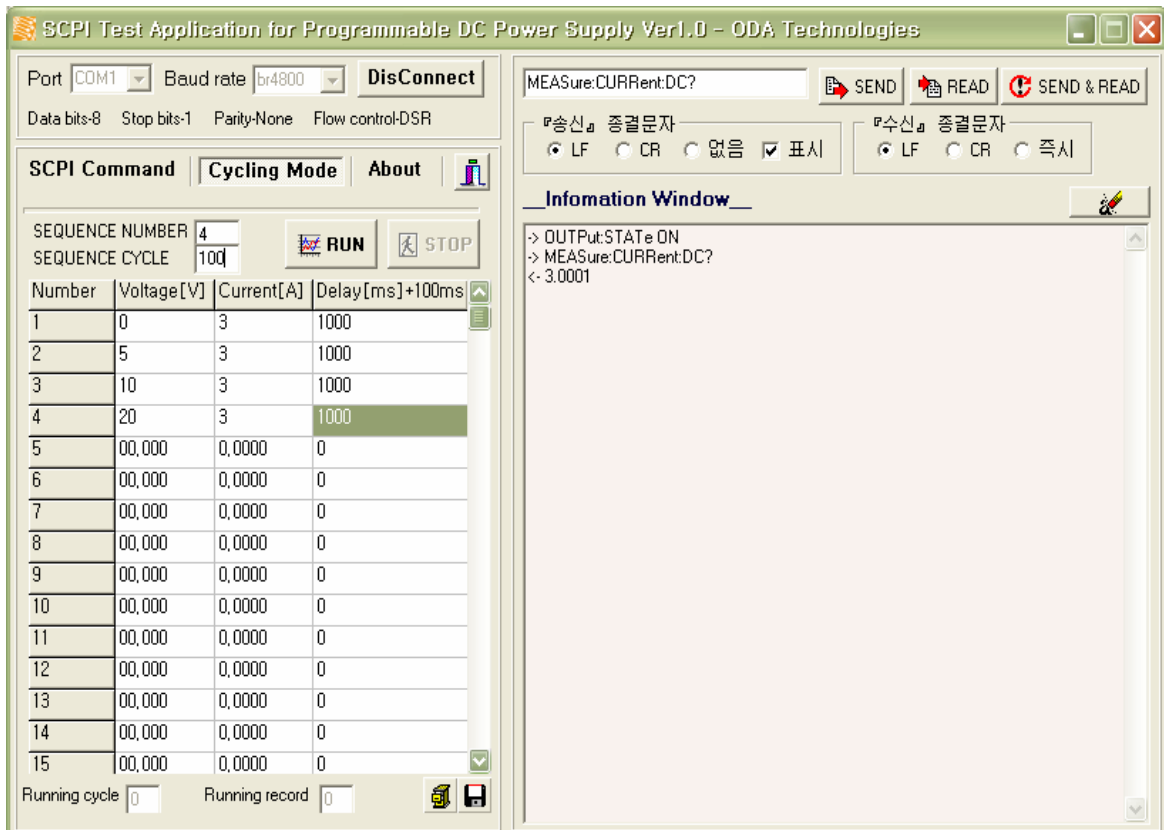 SCPI Test Application for Programmable DC Power Supply Ver1.0 - ODA Technologies
Port COM1 Baud rate br4800 DisConnect
Data bits-8 Stop bits-1 Parity-None Flow control-DSR
SCPI Command Cycling Mode About
SEQUENCE NUMBER 4
SEQUENCE CYCLE 100
RUN STOP
Number Voltage[V] Current[A] Delay[ms]+100ms
1 0 3 1000
2 5 3 1000
3 10 3 1000
4 20 3 1000
5 00,000 0,0000 0
6 00,000 0,0000 0
7 00,000 0,0000 0
8 00,000 0,0000 0
9 00,000 0,0000 0
10 00,000 0,0000 0
11 00,000 0,0000 0
12 00,000 0,0000 0
13 00,000 0,0000 0
14 00,000 0,0000 0
15 00,000 0,0000 0
Running cycle 0 Running record 0
MEASure:CURRent:DC? SEND READ SEND & READ
『송신』 종결문자
LF CR 없음 표시
『수신』 종결문자
LF CR 즉시
__Infomation Window__
-> OUTPut:STATe ON
-> MEASure:CURRent:DC?
<- 3.0001